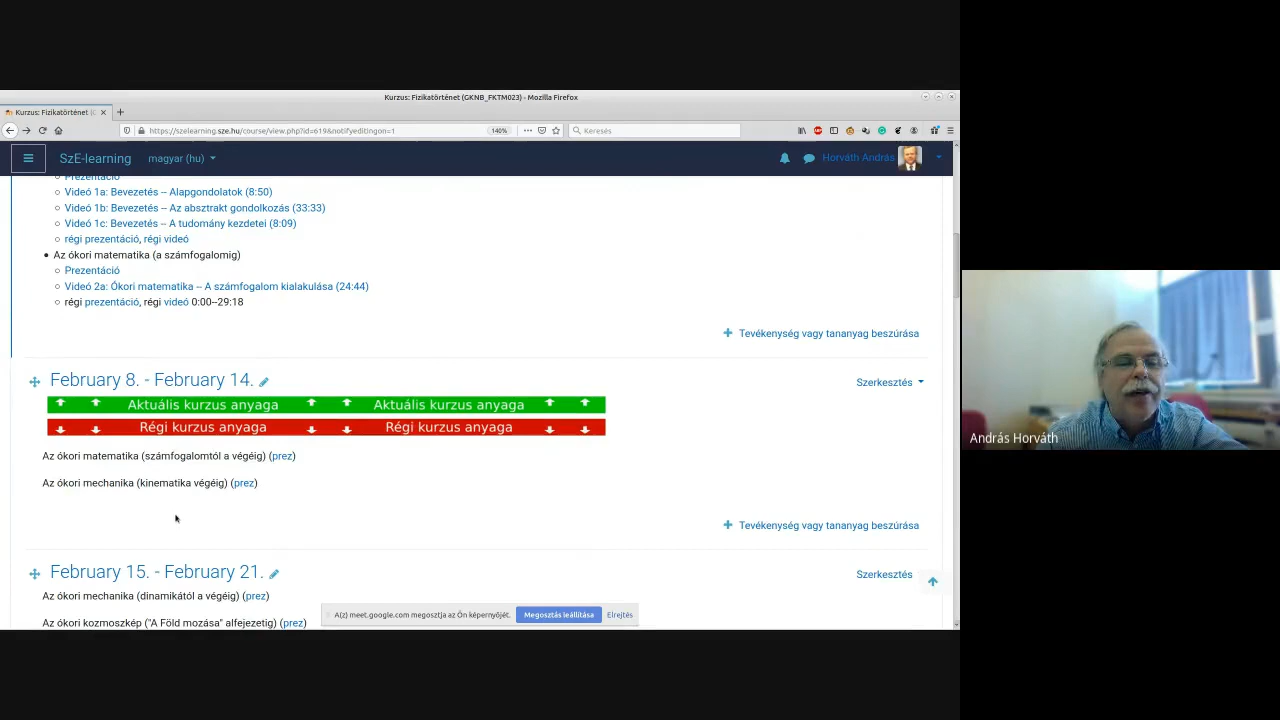 Kurzus: Fizikatörténet (GKNB_FKTM023) - Mozilla Firefox
Kurzus: Fizikatörténet (G
https://szelearning.sze.hu/course/view.php?id=619&notifyeditingon=1
140%
Keresés
SzE-learning
magyar (hu)
Horváth András
Prezentáció
Videó 1a: Bevezetés -- Alapgondolatok (8:50)
Videó 1b: Bevezetés -- Az absztrakt gondolkozás (33:33)
Videó 1c: Bevezetés -- A tudomány kezdetei (8:09)
régi prezentáció, régi videó
Az ókori matematika (a számfogalomig)
Prezentáció
Videó 2a: Ókori matematika -- A számfogalom kialakulása (24:44)
régi prezentáció, régi videó 0:00--29:18
Tevékenység vagy tananyag beszúrása
February 8. - February 14.
Szerkesztés
Aktuális kurzus anyaga Aktuális kurzus anyaga
Régi kurzus anyaga Régi kurzus anyaga
Az ókori matematika (számfogalomtól a végéig) (prez)
Az ókori mechanika (kinematika végéig) (prez)
Tevékenység vagy tananyag beszúrása
February 15. - February 21.
Szerkesztés
Az ókori mechanika (dinamikától a végéig) (prez)
Az ókori kozmoszkép ("A Föld mozása" alfejezetig) (prez)
A(z) meet.google.com megosztja az Ön képernyőjét.
Megosztás leállítása
Elrejtés
András Horváth